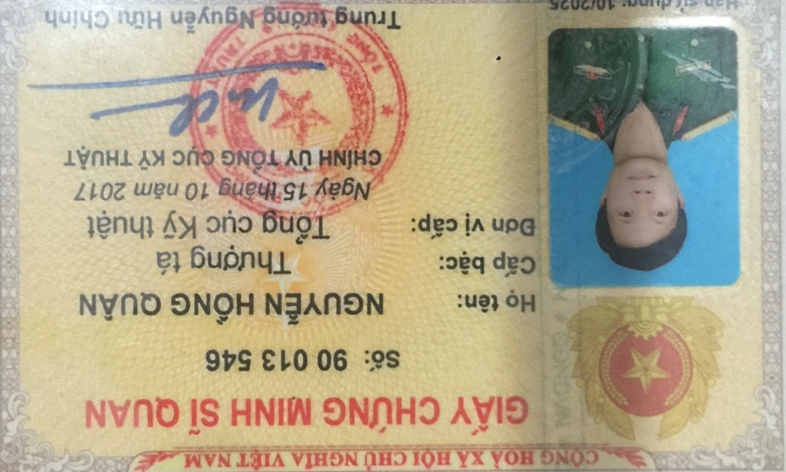 CỘNG HOÀ XÃ HỘI CHỦ NGHĨA VIỆT NAM
GIẤY CHỨNG MINH SĨ QUAN
Số: 90 013 546
Họ tên: NGUYỄN HỒNG QUÂN
Cấp bậc: Thượng tá
Đơn vị cấp: Tổng cục Kỹ thuật
Ngày 15 tháng 10 năm 2017
CHÍNH ỦY TỔNG CỤC KỸ THUẬT
Trung tướng Nguyễn Hữu Chính
Hạn sử dụng: 10/2025